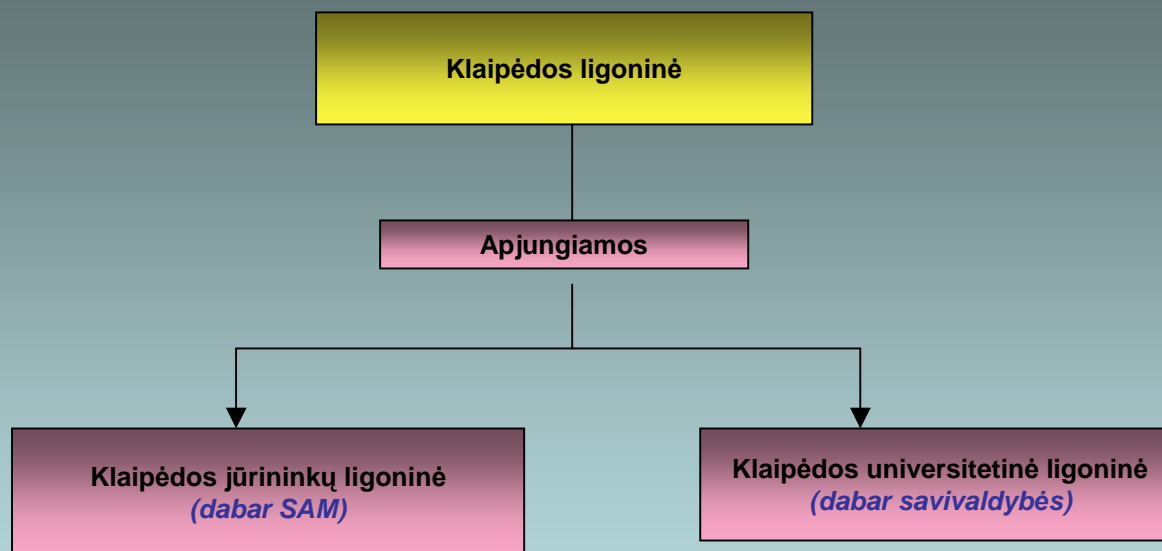 Klaipėdos ligoninė
Apjungiamos
Klaipėdos jūrininkų ligoninė
(dabar SAM)
Klaipėdos universitetinė ligoninė
(dabar savivaldybės)